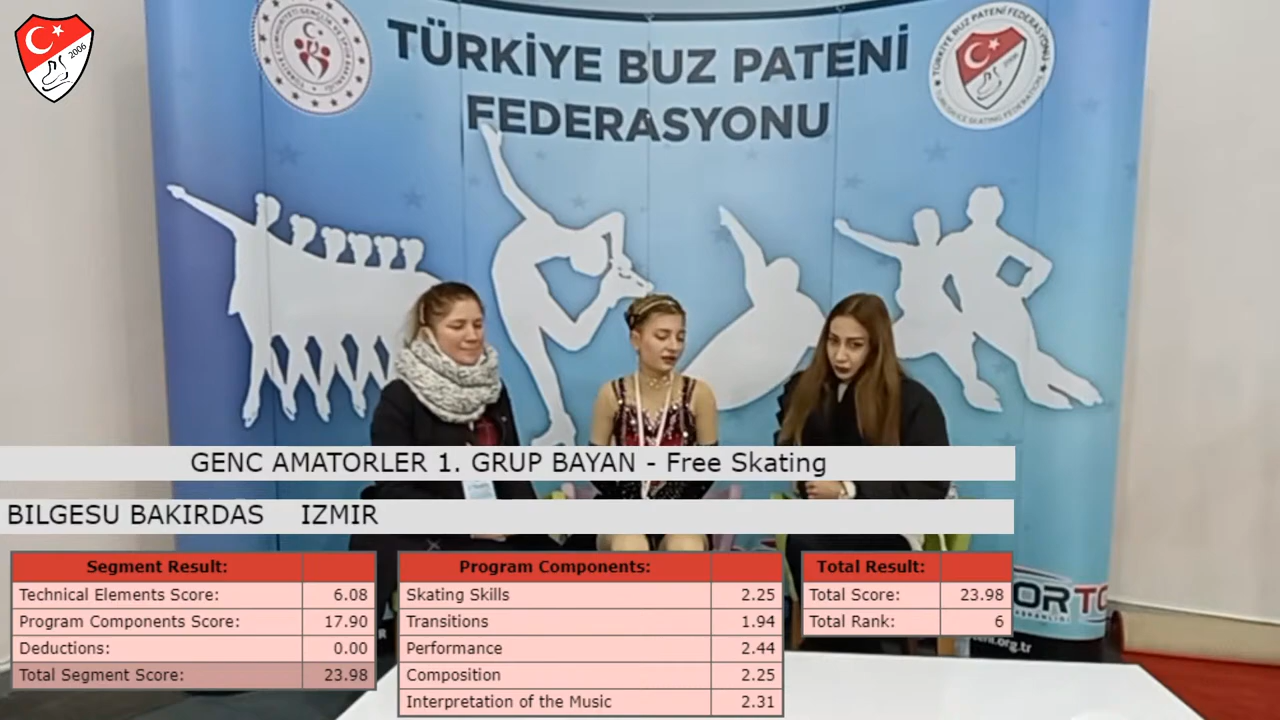 2006
TÜRKİYE BUZ PATENİ
FEDERASYONU
GENC AMATORLER 1. GRUP BAYAN - Free Skating
BILGESU BAKIRDAS IZMIR
Segment Result:
Technical Elements Score: 6.08
Program Components Score: 17.90
Deductions: 0.00
Total Segment Score: 23.98
Program Components:
Skating Skills 2.25
Transitions 1.94
Performance 2.44
Composition 2.25
Interpretation of the Music 2.31
Total Result:
Total Score: 23.98
Total Rank: 6